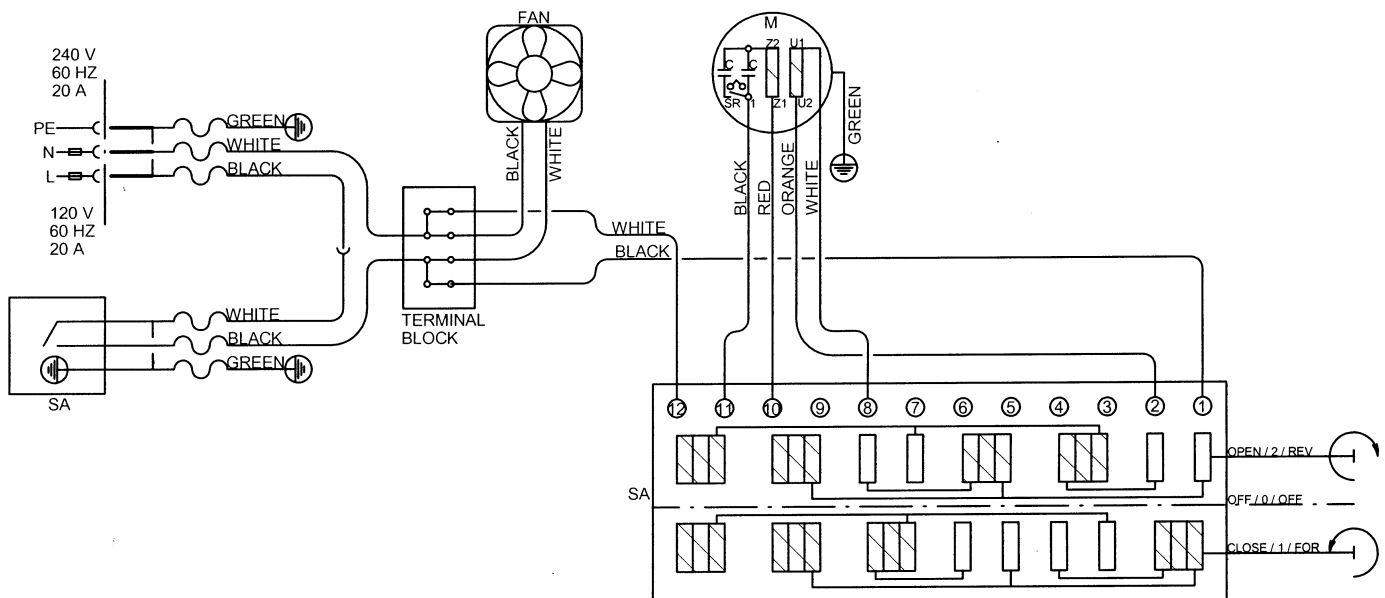 FAN
M
240 V
60 HZ
20 A
PE
N
L
GREEN
WHITE
BLACK
120 V
60 HZ
20 A
BLACK
WHITE
Z2
U1
C
C
SR
1
Z1
U2
GREEN
BLACK
RED
ORANGE
WHITE
WHITE
BLACK
WHITE
BLACK
GREEN
SA
TERMINAL
BLOCK
12 11 10 9 8 7 6 5 4 3 2 1
OPEN / 2 / REV
SA
OFF / 0 / OFF
CLOSE / 1 / FOR